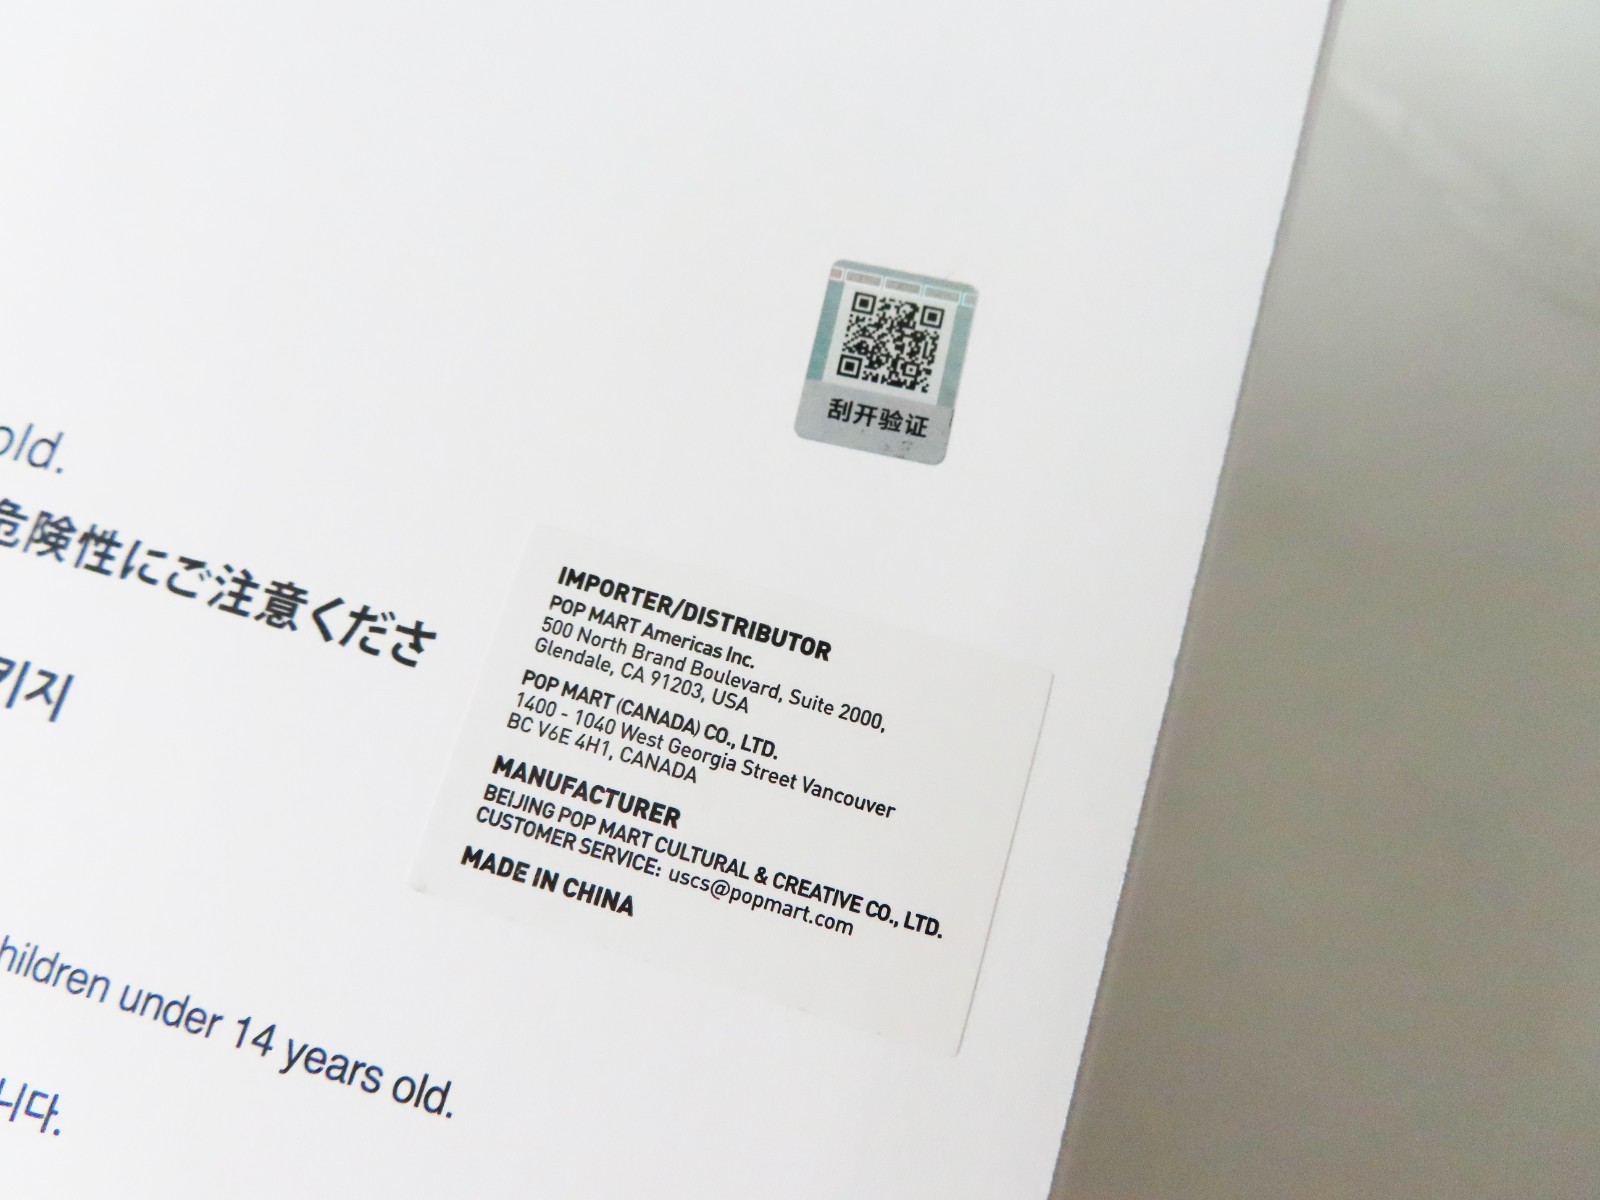 刮开验证
old.
危険性にご注意くださ
키지
IMPORTER/DISTRIBUTOR
POP MART Americas Inc.
500 North Brand Boulevard, Suite 2000,
Glendale, CA 91203, USA
POP MART (CANADA) CO., LTD.
1400 - 1040 West Georgia Street Vancouver
BC V6E 4H1, CANADA
MANUFACTURER
BEIJING POP MART CULTURAL & CREATIVE CO., LTD.
CUSTOMER SERVICE: uscs@popmart.com
MADE IN CHINA
hildren under 14 years old.
니다.